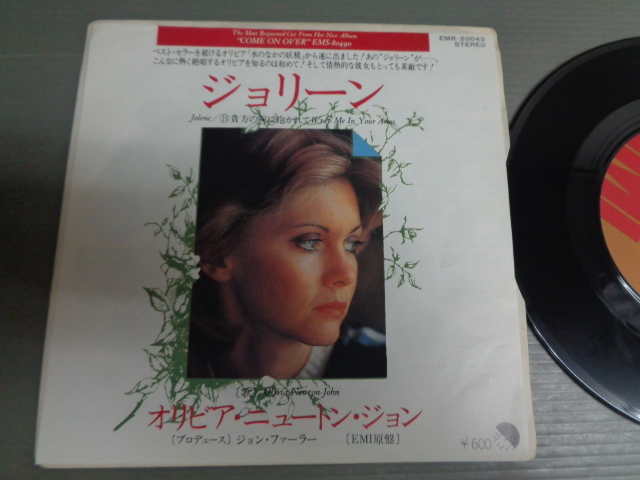 The Most Requested Cut From Her New Album
"COME ON OVER" EMS-80490
EMR-20043
STEREO
ベスト・セラーを続けるオリビア「水のなかの妖精」から遂に出ました！あの"ジョリーン"が……
こんなに熱く絶唱するオリビアを知るのは初めて！そして情熱的な彼女もとっても素敵です！
ジョリーン
Jolene／Ⓑ貴方の腕に抱かれて Wrap Me In Your Arms
〔歌〕Olivia Newton-John
オリビア・ニュートン・ジョン
〔プロデュース〕ジョン・ファーラー 〔EMI原盤〕
¥600